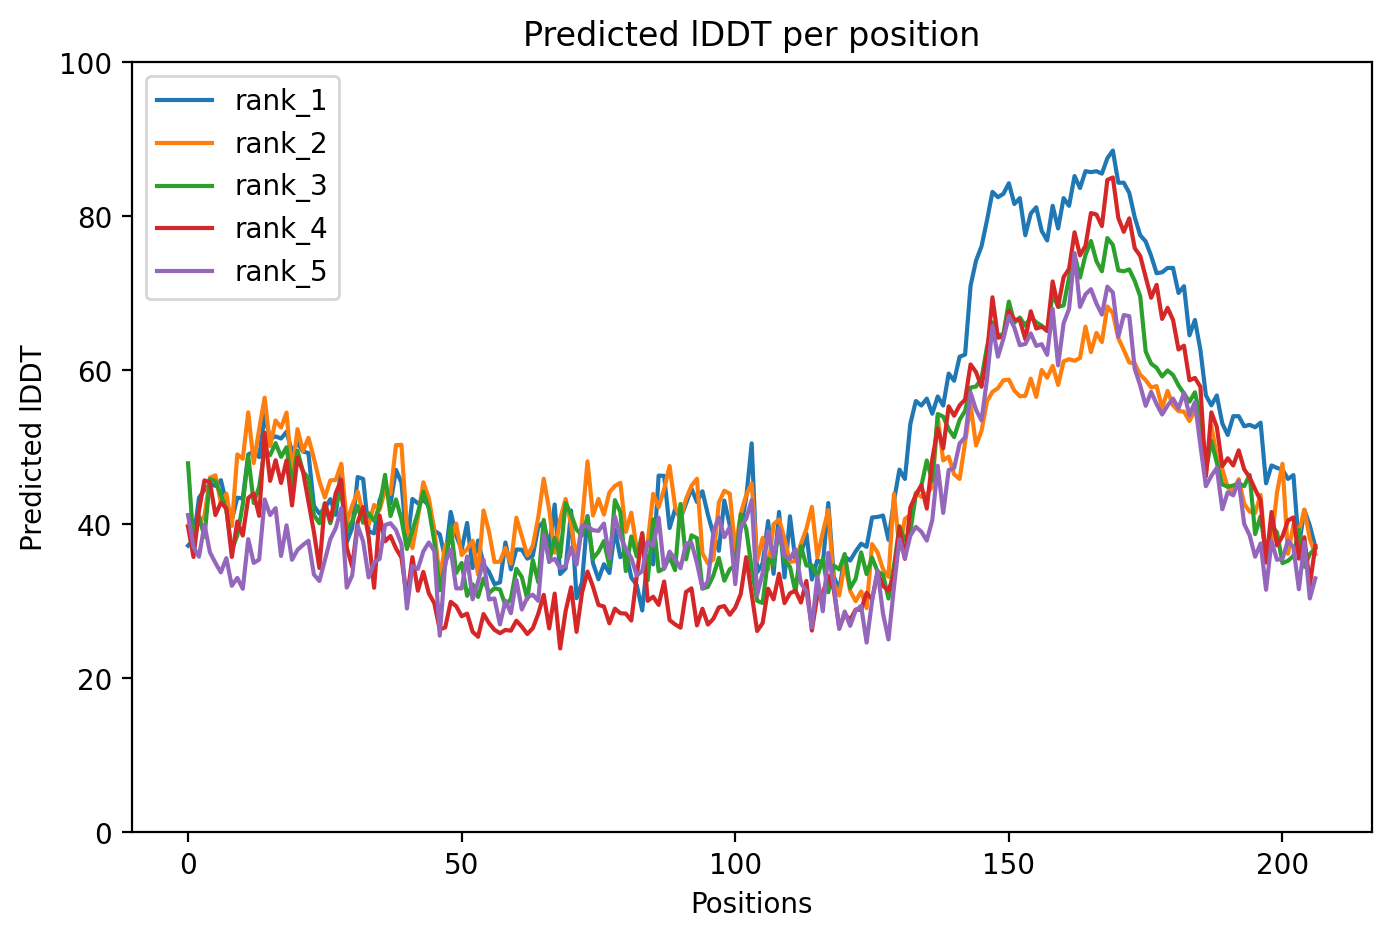 Predicted lDDT per position
100
80
60
40
20
0
Predicted lDDT
rank_1
rank_2
rank_3
rank_4
rank_5
0 50 100 150 200
Positions